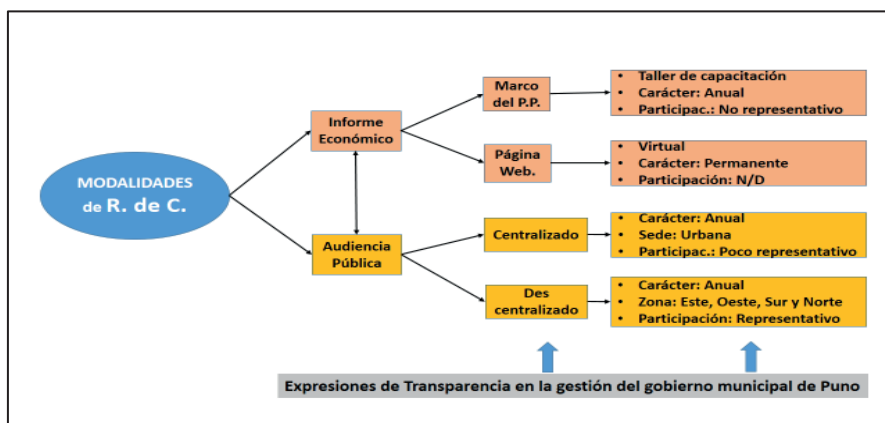 MODALIDADES
de R. de C.
Informe
Económico
Audiencia
Pública
Marco
del P.P.
Página
Web.
Centralizado
Des
centralizado
• Taller de capacitación
• Carácter: Anual
• Participac.: No representativo
• Virtual
• Carácter: Permanente
• Participación: N/D
• Carácter: Anual
• Sede: Urbana
• Participac.: Poco representativo
• Carácter: Anual
• Zona: Este, Oeste, Sur y Norte
• Participación: Representativo
Expresiones de Transparencia en la gestión del gobierno municipal de Puno